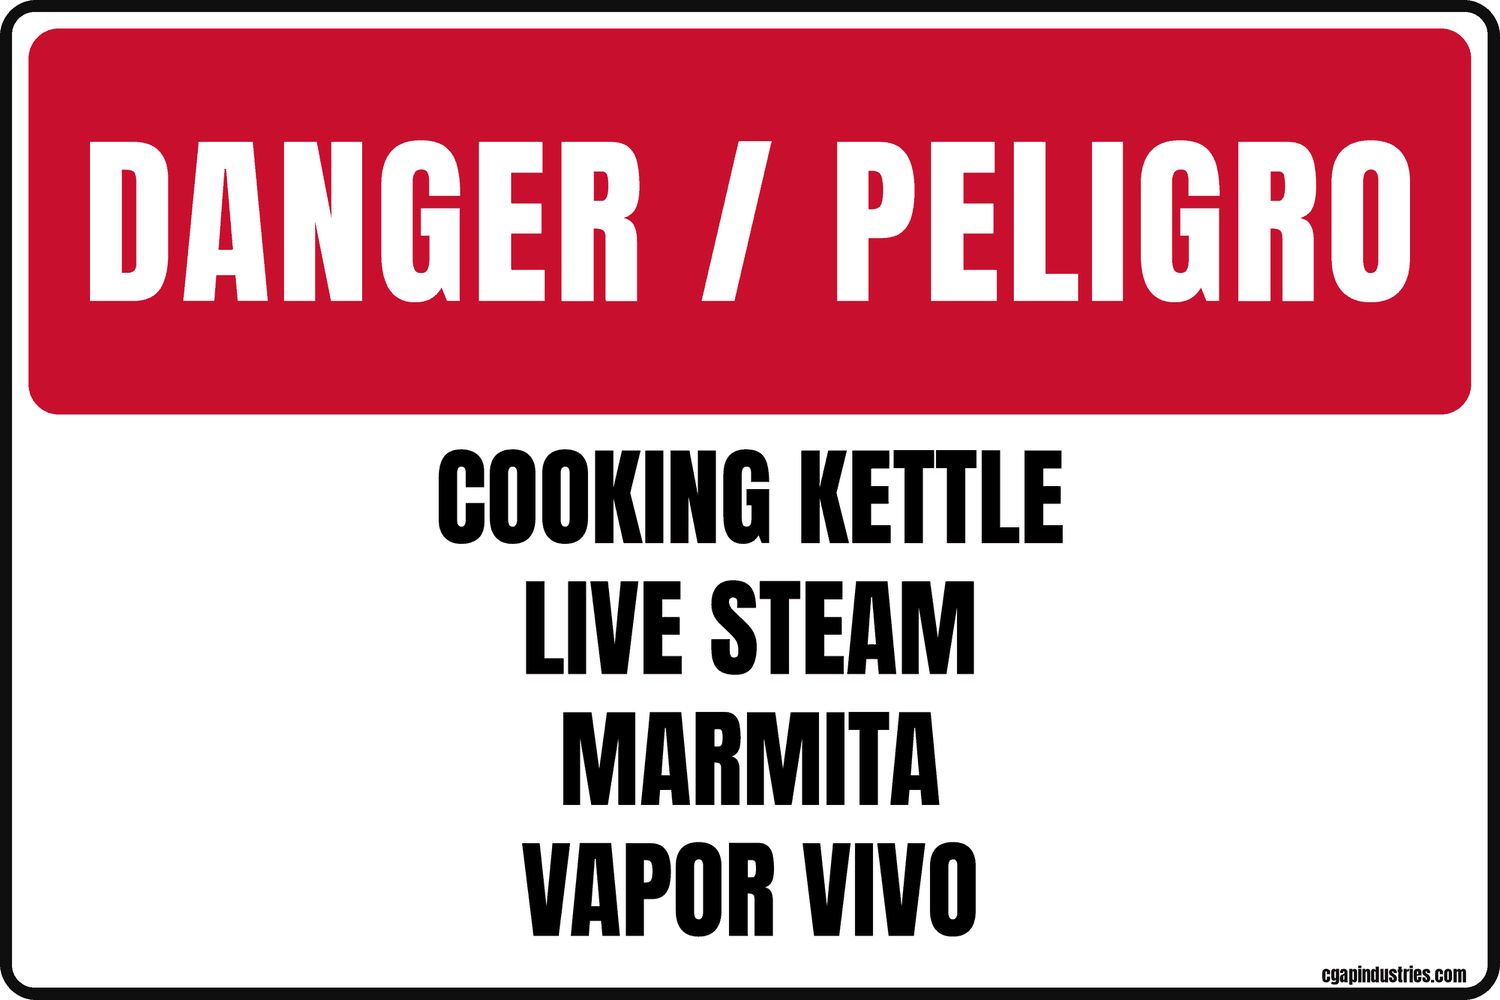 DANGER / PELIGRO
COOKING KETTLE
LIVE STEAM
MARMITA
VAPOR VIVO
cgapindustries.com